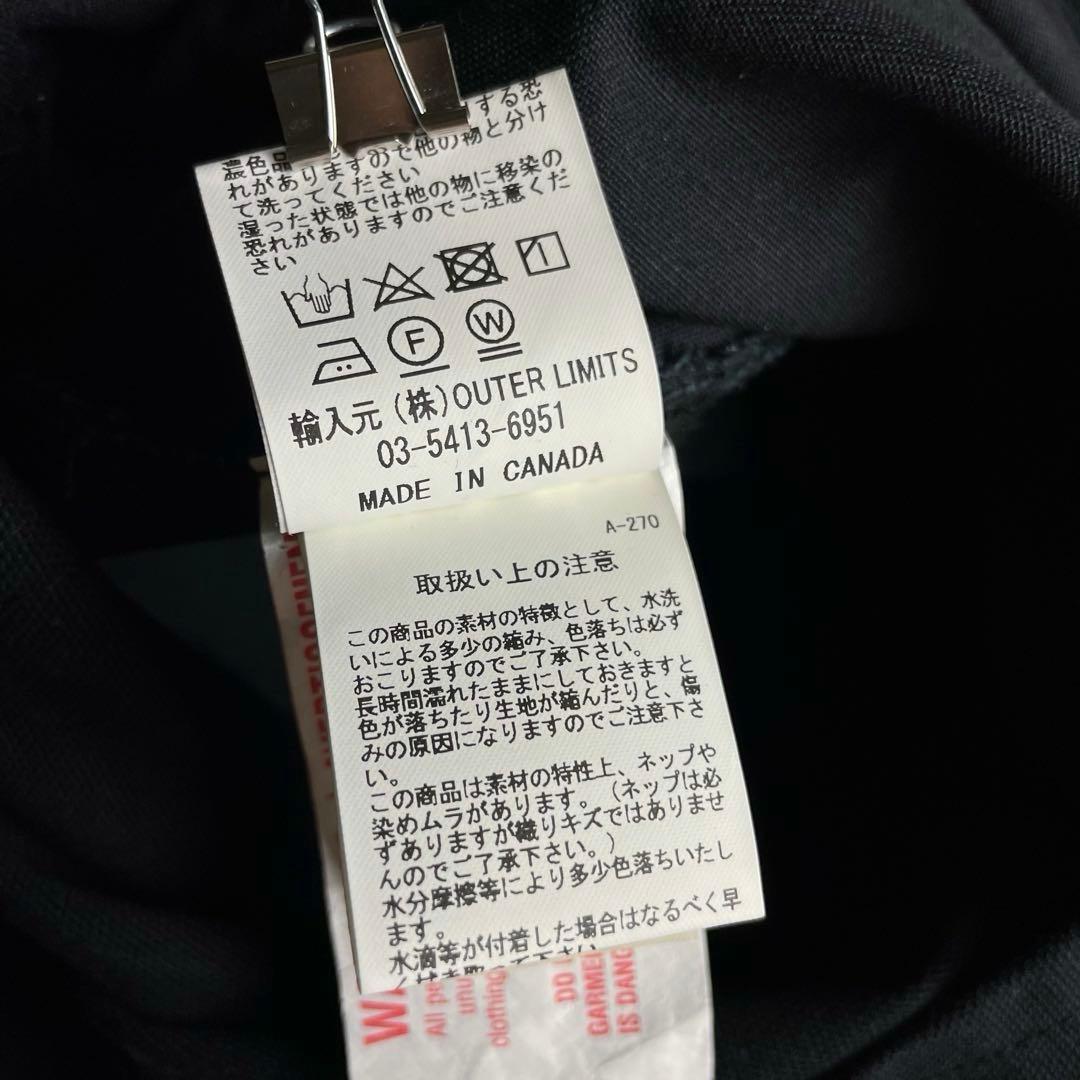 する恐
濃色品
れがありますので他の物と分け
て洗ってください
湿った状態では他の物に移染の
恐れがありますのでご注意くだ
さい
F W
輸入元 (株)OUTER LIMITS
03-5413-6951
MADE IN CANADA
A-270
取扱い上の注意
この商品の素材の特徴として、水洗
いによる多少の縮み、色落ちは必ず
おこりますのでご了承下さい。
長時間濡れたままにしておきますと
色が落ちたり生地が縮んだりと、傷
みの原因になりますのでご注意下さ
い。
この商品は素材の特性上、ネップや
染めムラがあります。(ネップは必
ずありますが織りキズではありませ
んのでご了承下さい。)
水分摩擦等により多少色落ちいたし
ます。
水滴等が付着した場合はなるべく早
WA
All
unu
clothing
DO
GARME
IS DANG